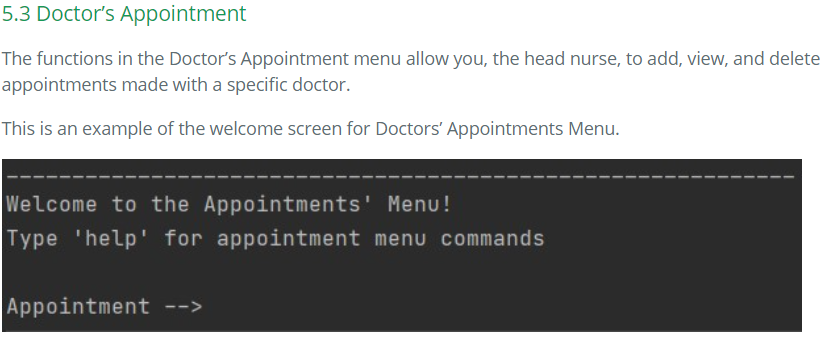 5.3 Doctor’s Appointment
The functions in the Doctor’s Appointment menu allow you, the head nurse, to add, view, and delete
appointments made with a specific doctor.
This is an example of the welcome screen for Doctors’ Appointments Menu.
------------------------------------------------------------
Welcome to the Appointments' Menu!
Type 'help' for appointment menu commands
Appointment -->